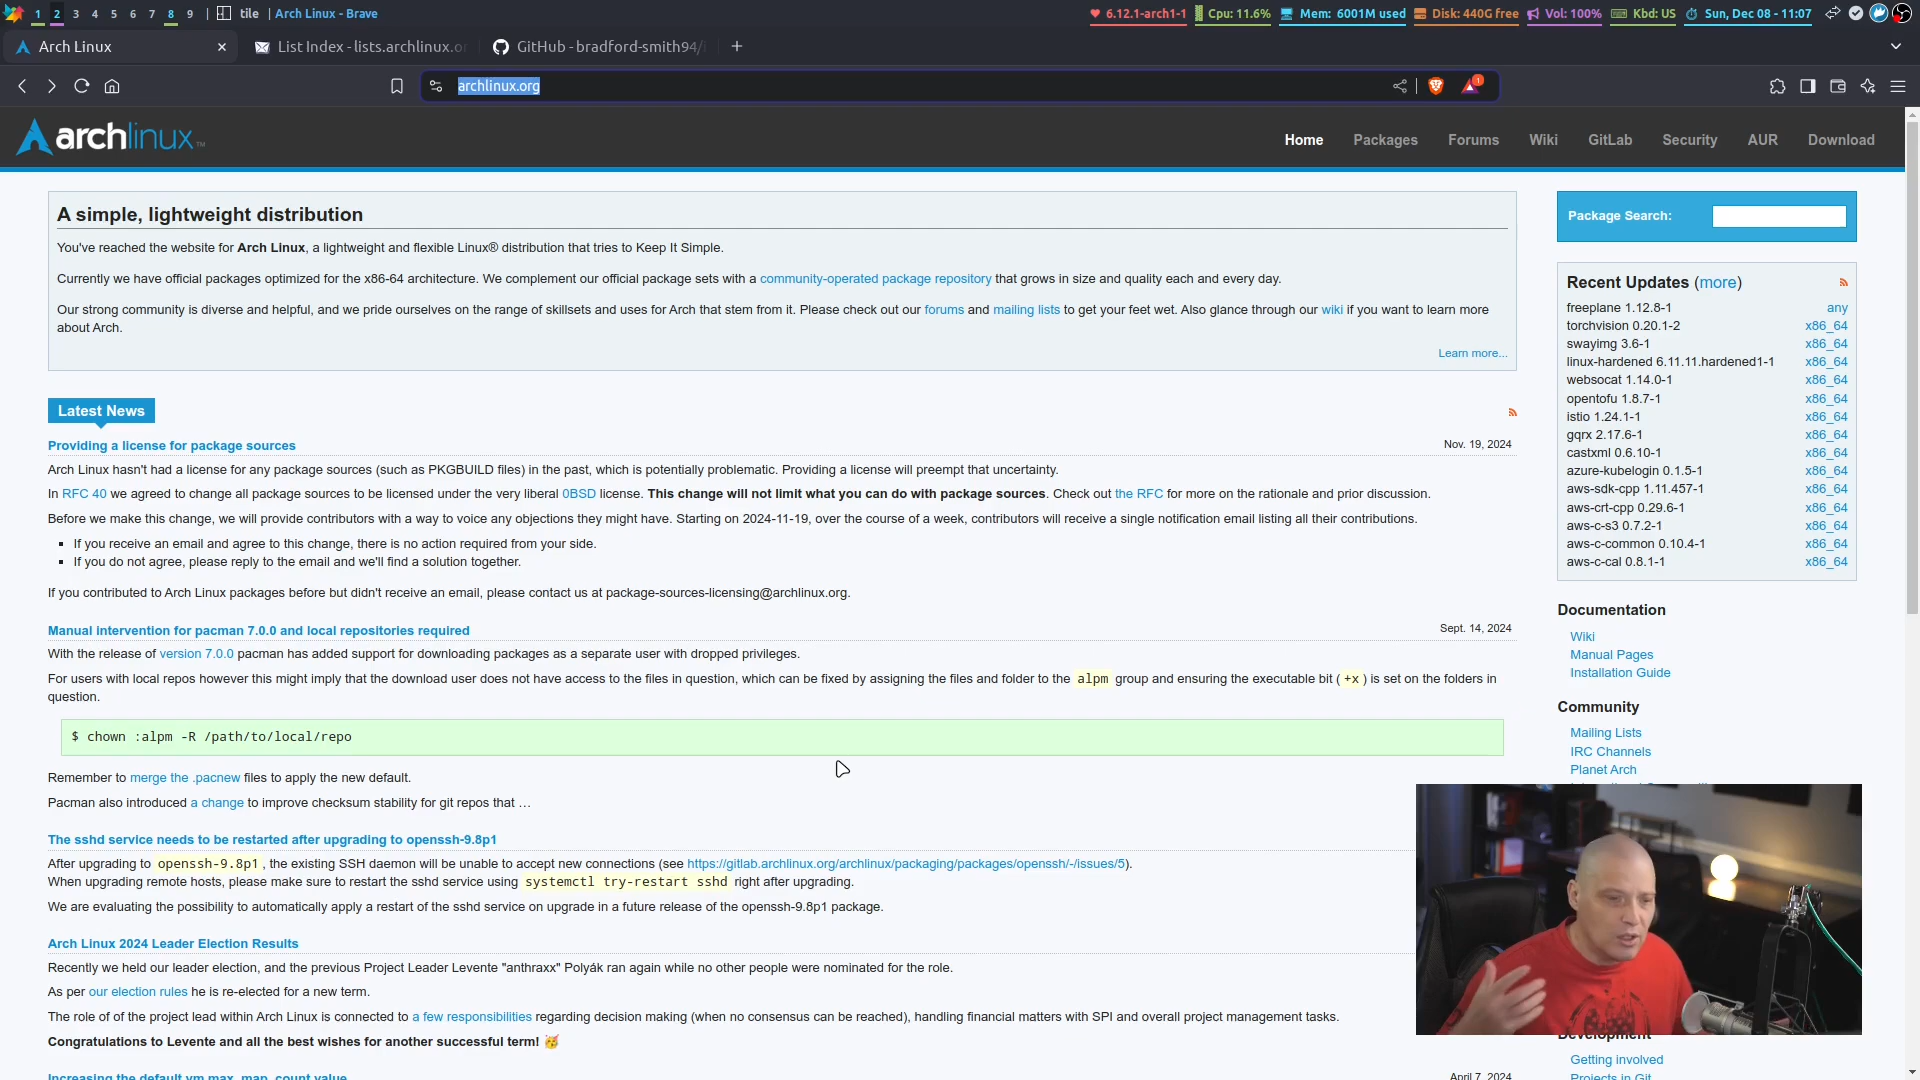 1 2 3 4 5 6 7 8 9 | tile | Arch Linux - Brave
6.12.1-arch1-1 Cpu: 11.6% Mem: 6001M used Disk: 440G free Vol: 100% Kbd: US Sun, Dec 08 - 11:07
Arch Linux
List Index - lists.archlinux.o
GitHub - bradford-smith94/
archlinux.org
1
archlinux™
Home Packages Forums Wiki GitLab Security AUR Download
A simple, lightweight distribution
You've reached the website for Arch Linux, a lightweight and flexible Linux® distribution that tries to Keep It Simple.
Currently we have official packages optimized for the x86-64 architecture. We complement our official package sets with a community-operated package repository that grows in size and quality each and every day.
Our strong community is diverse and helpful, and we pride ourselves on the range of skillsets and uses for Arch that stem from it. Please check out our forums and mailing lists to get your feet wet. Also glance through our wiki if you want to learn more
about Arch.
Learn more...
Latest News
Providing a license for package sources
Nov. 19, 2024
Arch Linux hasn't had a license for any package sources (such as PKGBUILD files) in the past, which is potentially problematic. Providing a license will preempt that uncertainty.
In RFC 40 we agreed to change all package sources to be licensed under the very liberal 0BSD license. This change will not limit what you can do with package sources. Check out the RFC for more on the rationale and prior discussion.
Before we make this change, we will provide contributors with a way to voice any objections they might have. Starting on 2024-11-19, over the course of a week, contributors will receive a single notification email listing all their contributions.
▪ If you receive an email and agree to this change, there is no action required from your side.
▪ If you do not agree, please reply to the email and we'll find a solution together.
If you contributed to Arch Linux packages before but didn't receive an email, please contact us at package-sources-licensing@archlinux.org.
Manual intervention for pacman 7.0.0 and local repositories required
Sept. 14, 2024
With the release of version 7.0.0 pacman has added support for downloading packages as a separate user with dropped privileges.
For users with local repos however this might imply that the download user does not have access to the files in question, which can be fixed by assigning the files and folder to the alpm group and ensuring the executable bit ( +x ) is set on the folders in
question.
$ chown :alpm -R /path/to/local/repo
Remember to merge the .pacnew files to apply the new default.
Pacman also introduced a change to improve checksum stability for git repos that …
The sshd service needs to be restarted after upgrading to openssh-9.8p1
After upgrading to openssh-9.8p1, the existing SSH daemon will be unable to accept new connections (see https://gitlab.archlinux.org/archlinux/packaging/packages/openssh/-/issues/5).
When upgrading remote hosts, please make sure to restart the sshd service using systemctl try-restart sshd right after upgrading.
We are evaluating the possibility to automatically apply a restart of the sshd service on upgrade in a future release of the openssh-9.8p1 package.
Arch Linux 2024 Leader Election Results
Recently we held our leader election, and the previous Project Leader Levente "anthraxx" Polyák ran again while no other people were nominated for the role.
As per our election rules he is re-elected for a new term.
The role of of the project lead within Arch Linux is connected to a few responsibilities regarding decision making (when no consensus can be reached), handling financial matters with SPI and overall project management tasks.
Congratulations to Levente and all the best wishes for another successful term! 🥳
Increasing the default vm.max_map_count value
April 7, 2024
Package Search:
Recent Updates (more)
freeplane 1.12.8-1 any
torchvision 0.20.1-2 x86_64
swayimg 3.6-1 x86_64
linux-hardened 6.11.11.hardened1-1 x86_64
websocat 1.14.0-1 x86_64
opentofu 1.8.7-1 x86_64
istio 1.24.1-1 x86_64
gqrx 2.17.6-1 x86_64
castxml 0.6.10-1 x86_64
azure-kubelogin 0.1.5-1 x86_64
aws-sdk-cpp 1.11.457-1 x86_64
aws-crt-cpp 0.29.6-1 x86_64
aws-c-s3 0.7.2-1 x86_64
aws-c-common 0.10.4-1 x86_64
aws-c-cal 0.8.1-1 x86_64
Documentation
Wiki
Manual Pages
Installation Guide
Community
Mailing Lists
IRC Channels
Planet Arch
Development
Getting involved
Projects in Git